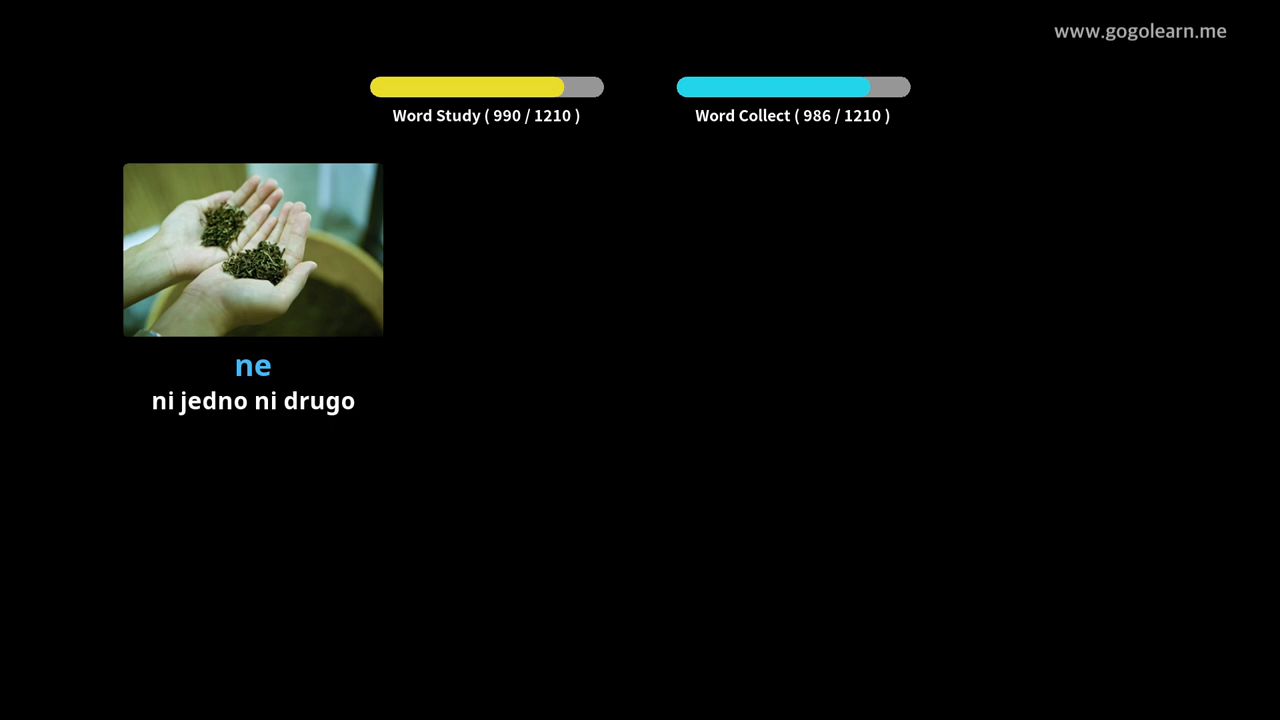 www.gogolearn.me
Word Study ( 990 / 1210 )
Word Collect ( 986 / 1210 )
ne
ni jedno ni drugo